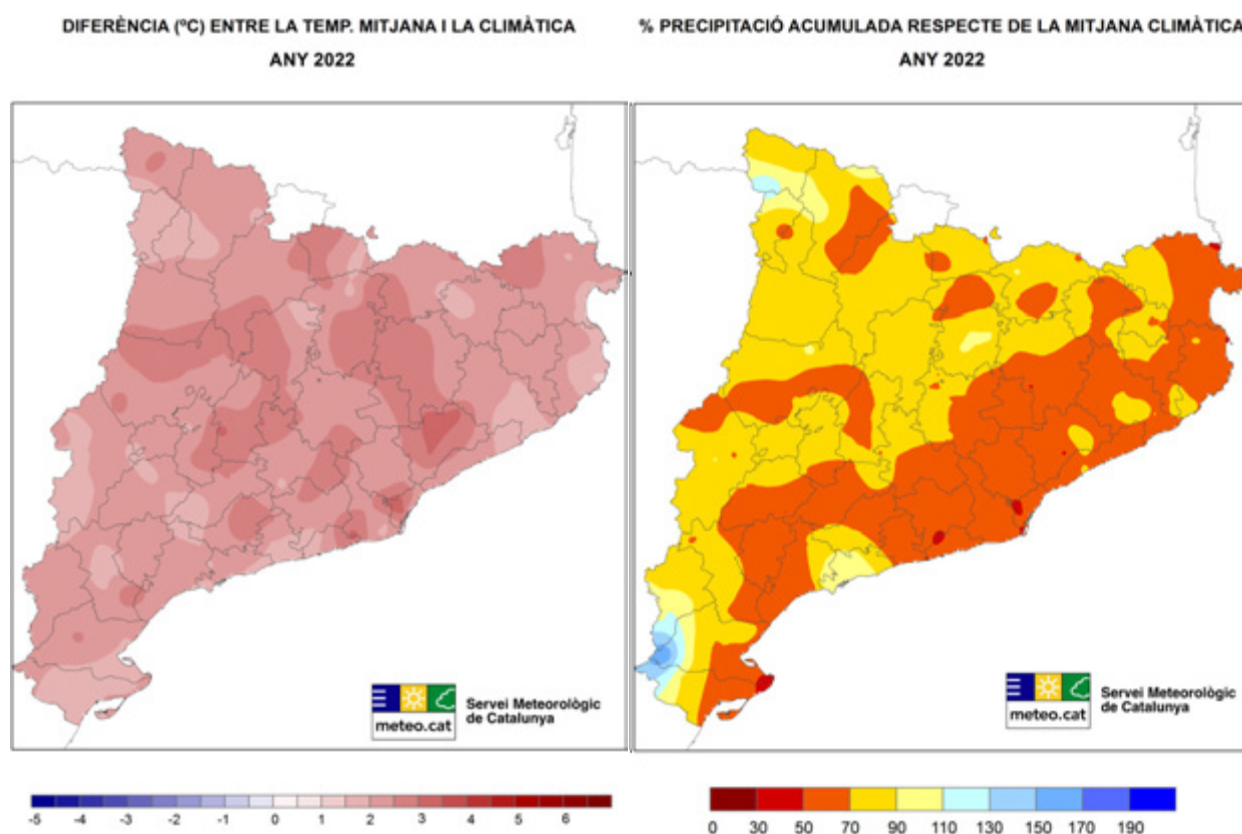 DIFERÈNCIA (ºC) ENTRE LA TEMP. MITJANA I LA CLIMÀTICA
ANY 2022
% PRECIPITACIÓ ACUMULADA RESPECTE DE LA MITJANA CLIMÀTICA
ANY 2022
meteo.cat
Servei Meteorològic
de Catalunya
meteo.cat
Servei Meteorològic
de Catalunya
-5 -4 -3 -2 -1 0 1 2 3 4 5 6
0 30 50 70 90 110 130 150 170 190